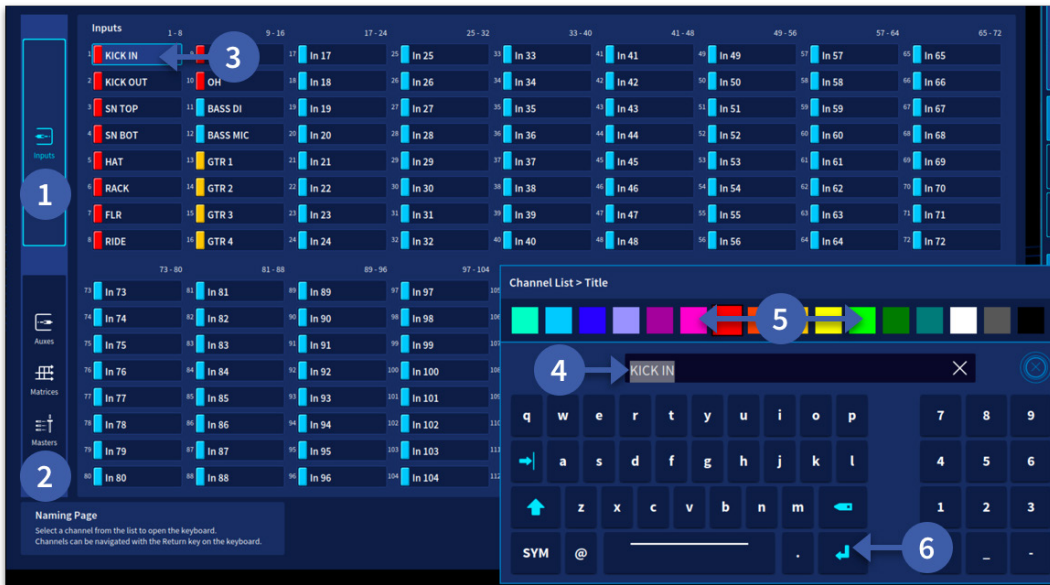 Inputs
1 - 8 9 - 16 17 - 24 25 - 32 33 - 40 41 - 48 49 - 56 57 - 64 65 - 72
1 KICK IN 17 In 17 25 In 25 33 In 33 41 In 41 49 In 49 57 In 57 65 In 65
3
2 KICK OUT 10 OH 18 In 18 26 In 26 34 In 34 42 In 42 50 In 50 58 In 58 66 In 66
3 SN TOP 11 BASS DI 19 In 19 27 In 27 35 In 35 43 In 43 51 In 51 59 In 59 67 In 67
4 SN BOT 12 BASS MIC 20 In 20 28 In 28 36 In 36 44 In 44 52 In 52 60 In 60 68 In 68
Inputs
5 HAT 13 GTR 1 21 In 21 29 In 29 37 In 37 45 In 45 53 In 53 61 In 61 69 In 69
1
6 RACK 14 GTR 2 22 In 22 30 In 30 38 In 38 46 In 46 54 In 54 62 In 62 70 In 70
7 FLR 15 GTR 3 23 In 23 31 In 31 39 In 39 47 In 47 55 In 55 63 In 63 71 In 71
8 RIDE 16 GTR 4 24 In 24 32 In 32 40 In 40 48 In 48 56 In 56 64 In 64 72 In 72
73 - 80 81 - 88 89 - 96 97 - 104
73 In 73 81 In 81 89 In 89 97 In 97 105
74 In 74 82 In 82 90 In 90 98 In 98 106
75 In 75 83 In 83 91 In 91 99 In 99 107
76 In 76 84 In 84 92 In 92 100 In 100 108
77 In 77 85 In 85 93 In 93 101 In 101 109
78 In 78 86 In 86 94 In 94 102 In 102 110
79 In 79 87 In 87 95 In 95 103 In 103 111
80 In 80 88 In 88 96 In 96 104 In 104 112
Auxes
Matrices
Masters
2
Naming Page
Select a channel from the list to open the keyboard.
Channels can be navigated with the Return key on the keyboard.
Channel List > Title
5
4 KICK IN
q w e r t y u i o p 7 8 9
a s d f g h j k l 4 5 6
z x c v b n m 1 2 3
SYM @ . 6 _ -